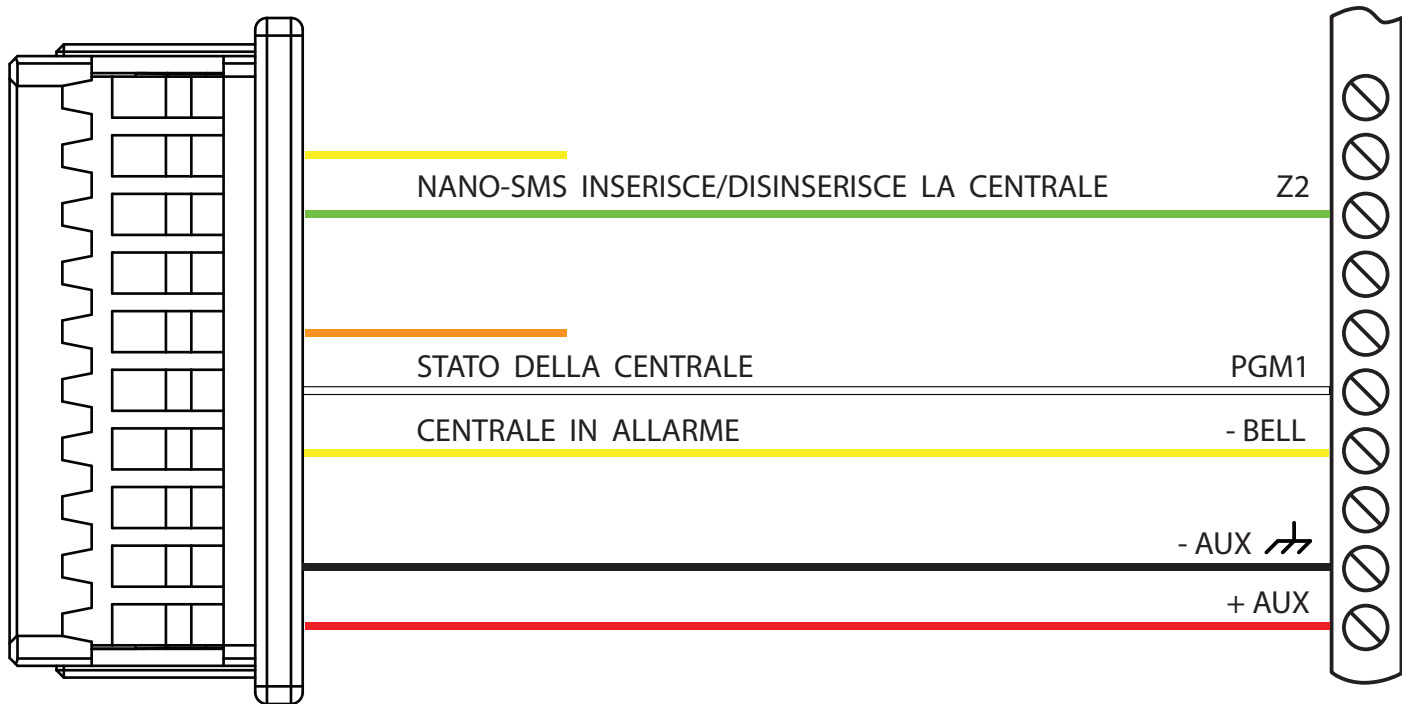 NANO-SMS INSERISCE/DISINSERISCE LA CENTRALE Z2
STATO DELLA CENTRALE PGM1
CENTRALE IN ALLARME - BELL
- AUX
+ AUX